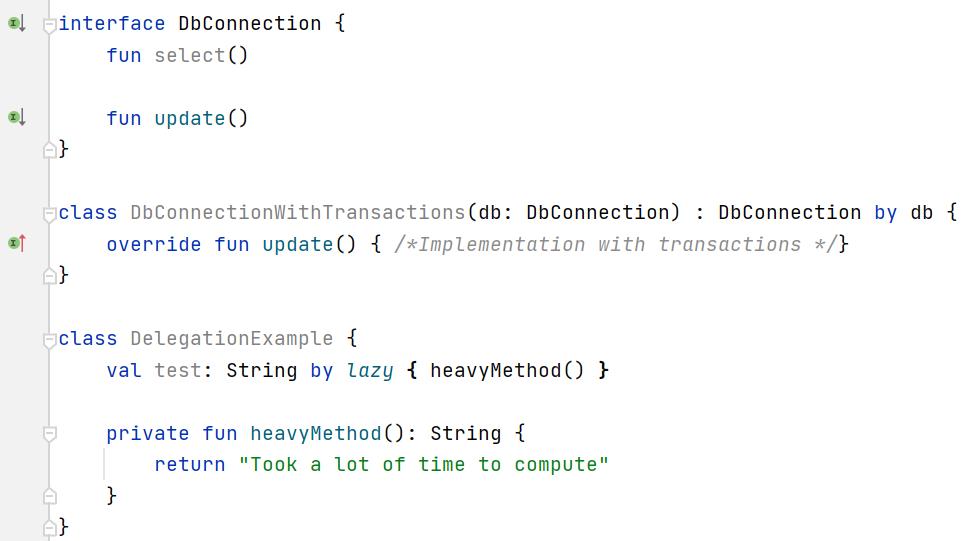 interface DbConnection {
    fun select()

    fun update()
}

class DbConnectionWithTransactions(db: DbConnection) : DbConnection by db {
    override fun update() { /*Implementation with transactions */}
}

class DelegationExample {
    val test: String by lazy { heavyMethod() }

    private fun heavyMethod(): String {
        return "Took a lot of time to compute"
    }
}